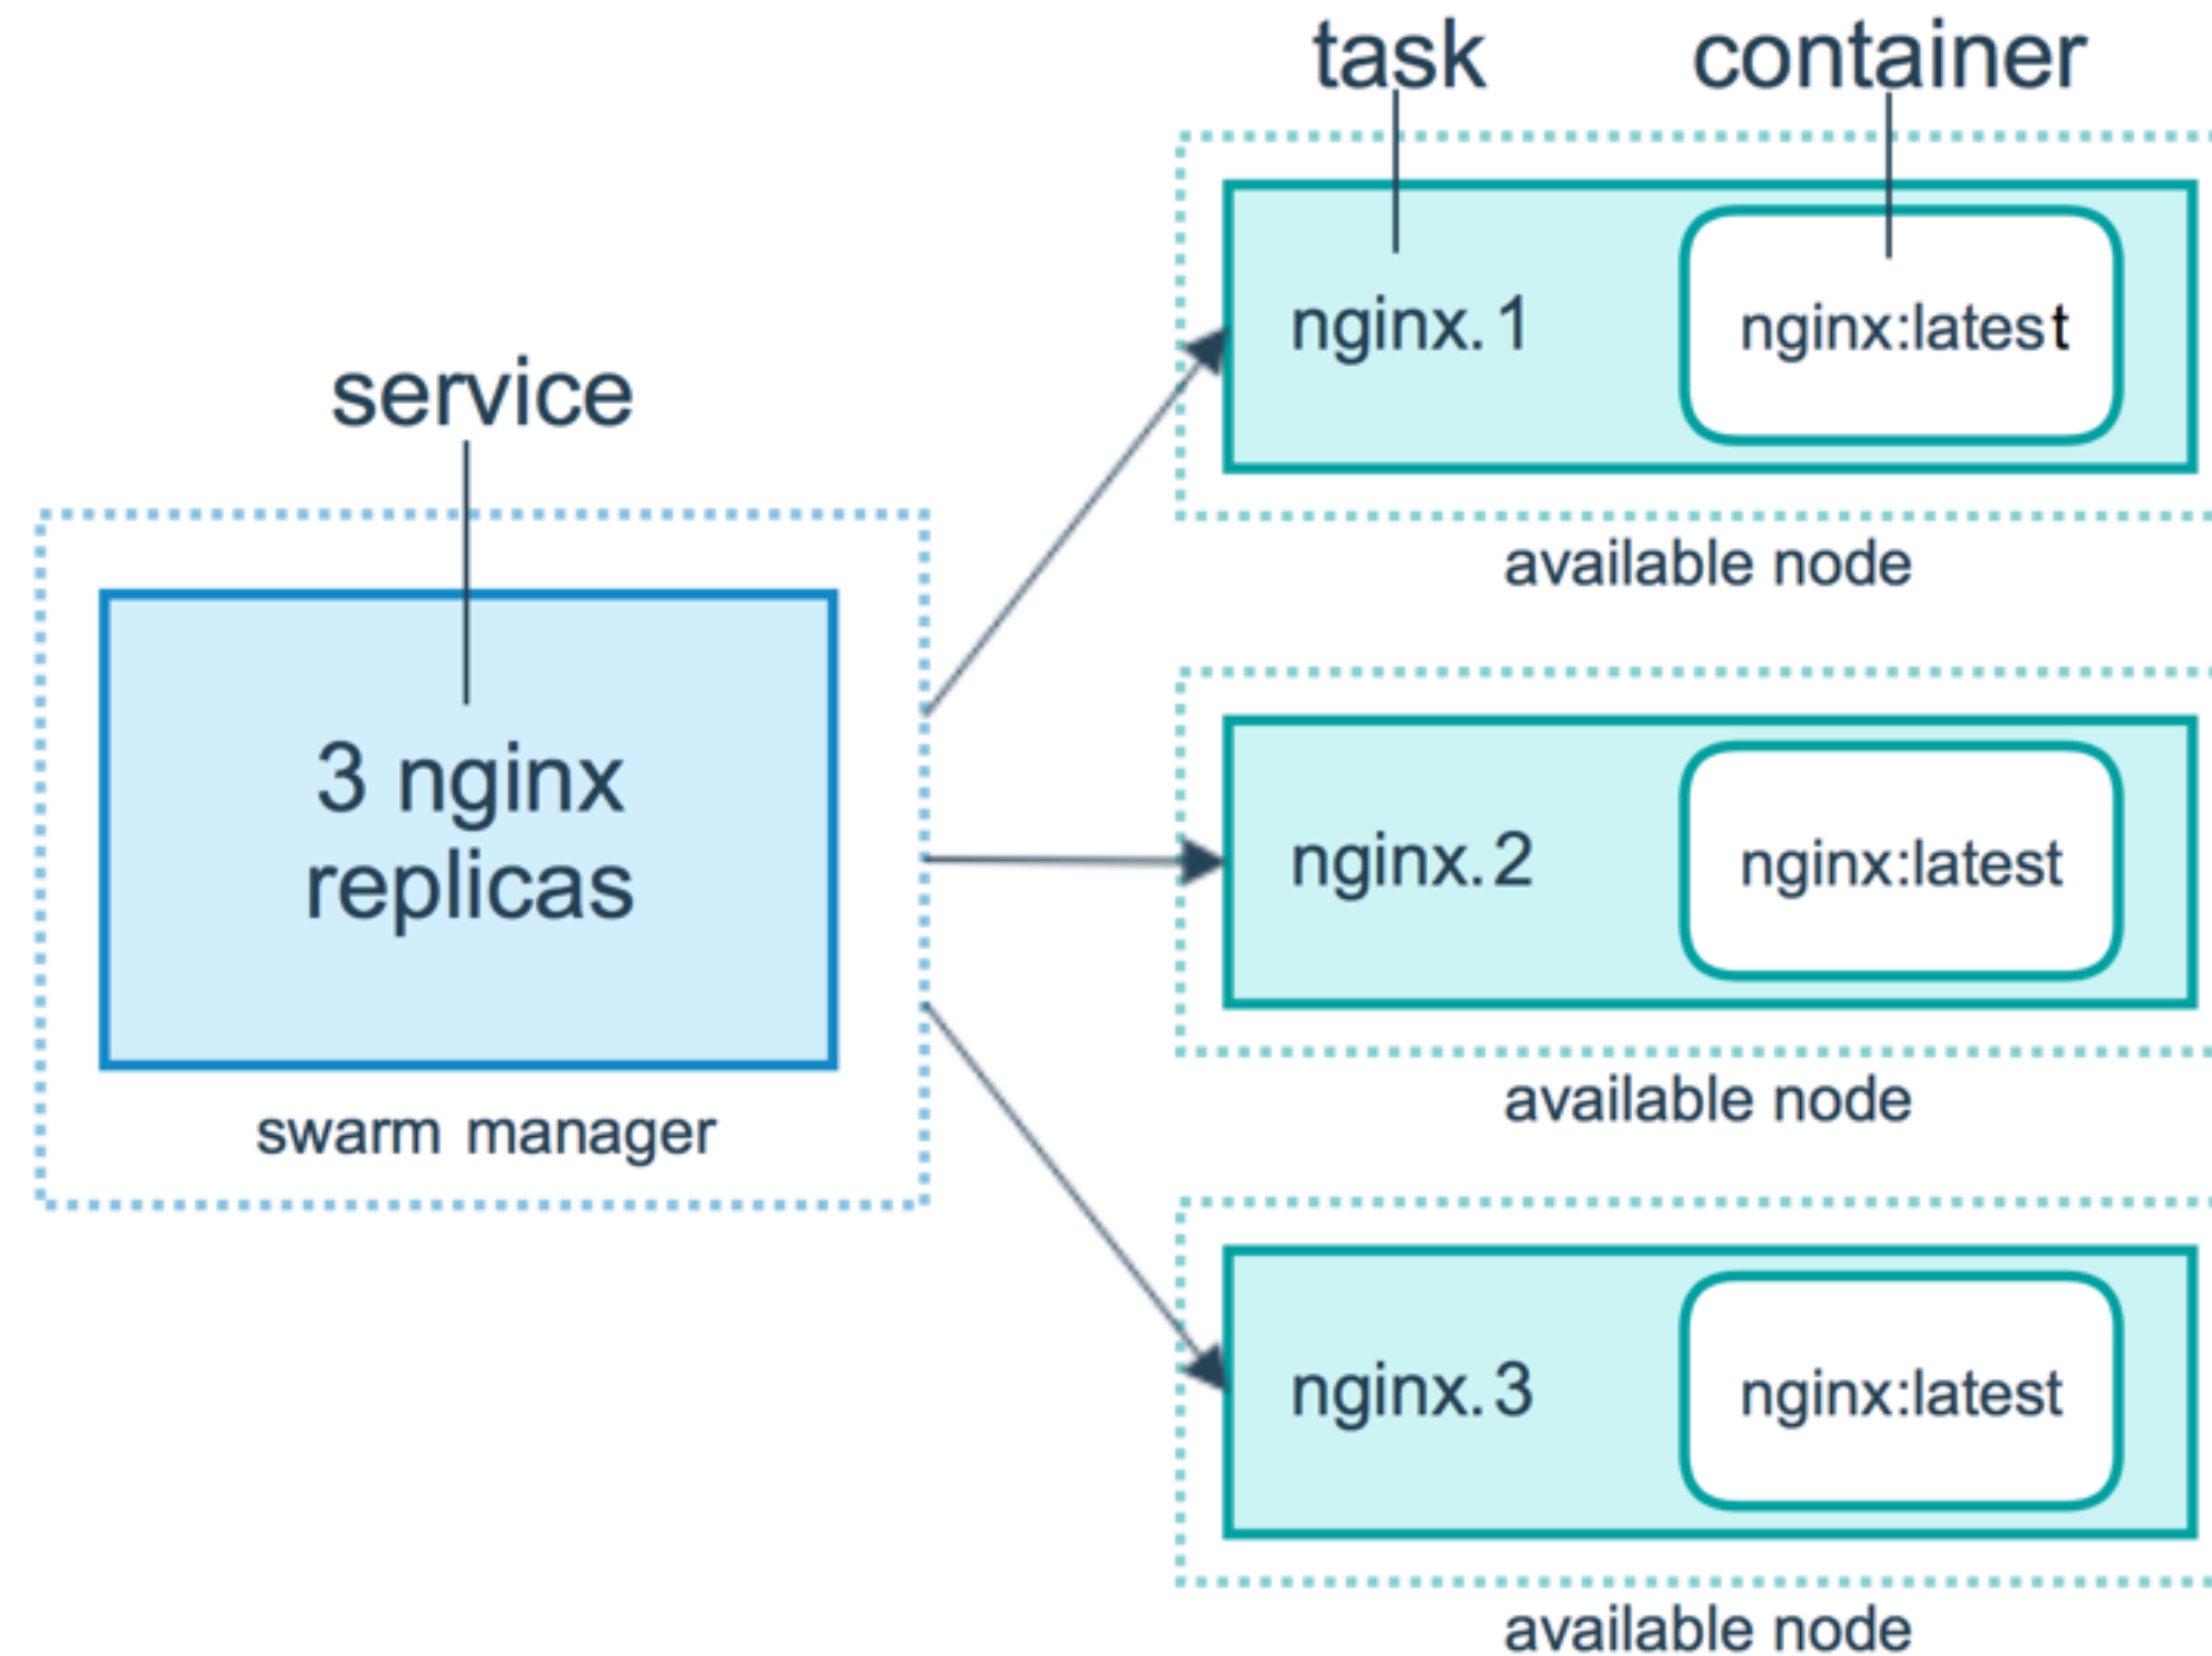 task
container
nginx.1
nginx:latest
available node
service
3 nginx
replicas
swarm manager
nginx.2
nginx:latest
available node
nginx.3
nginx:latest
available node